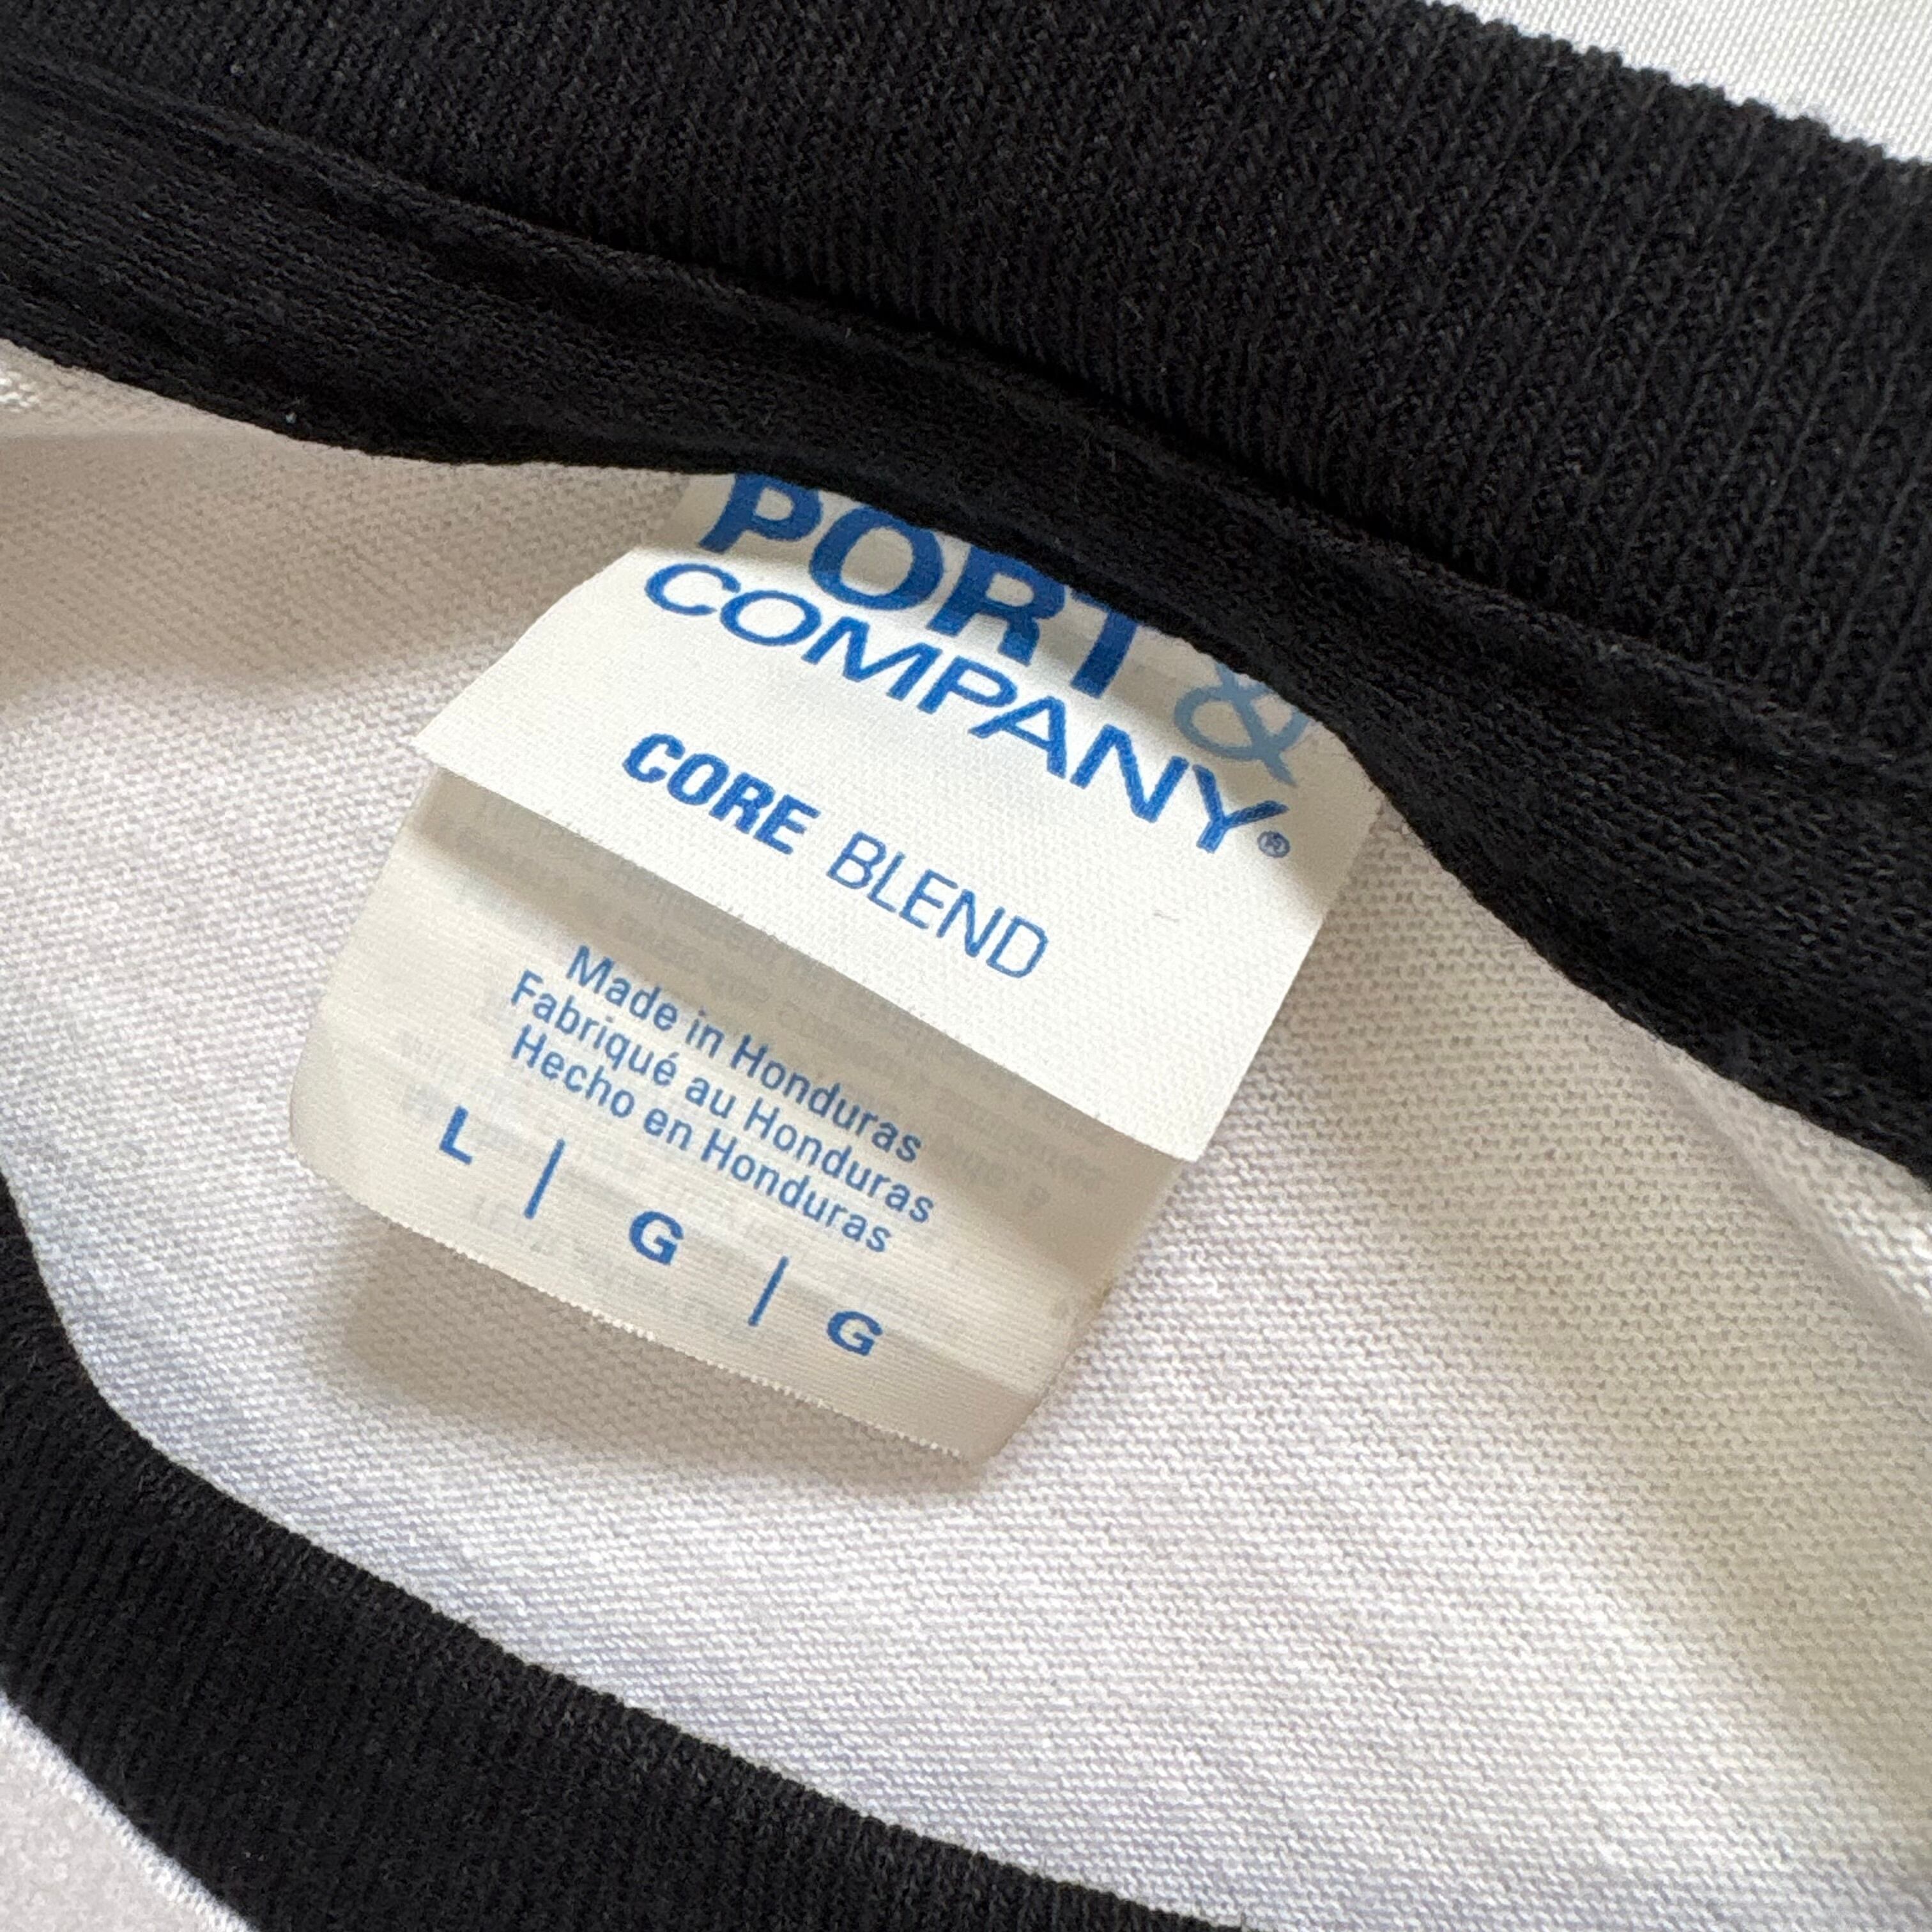 PORT &
COMPANY®
CORE BLEND
Made in Honduras
Fabriqué au Honduras
Hecho en Honduras
L | G | G